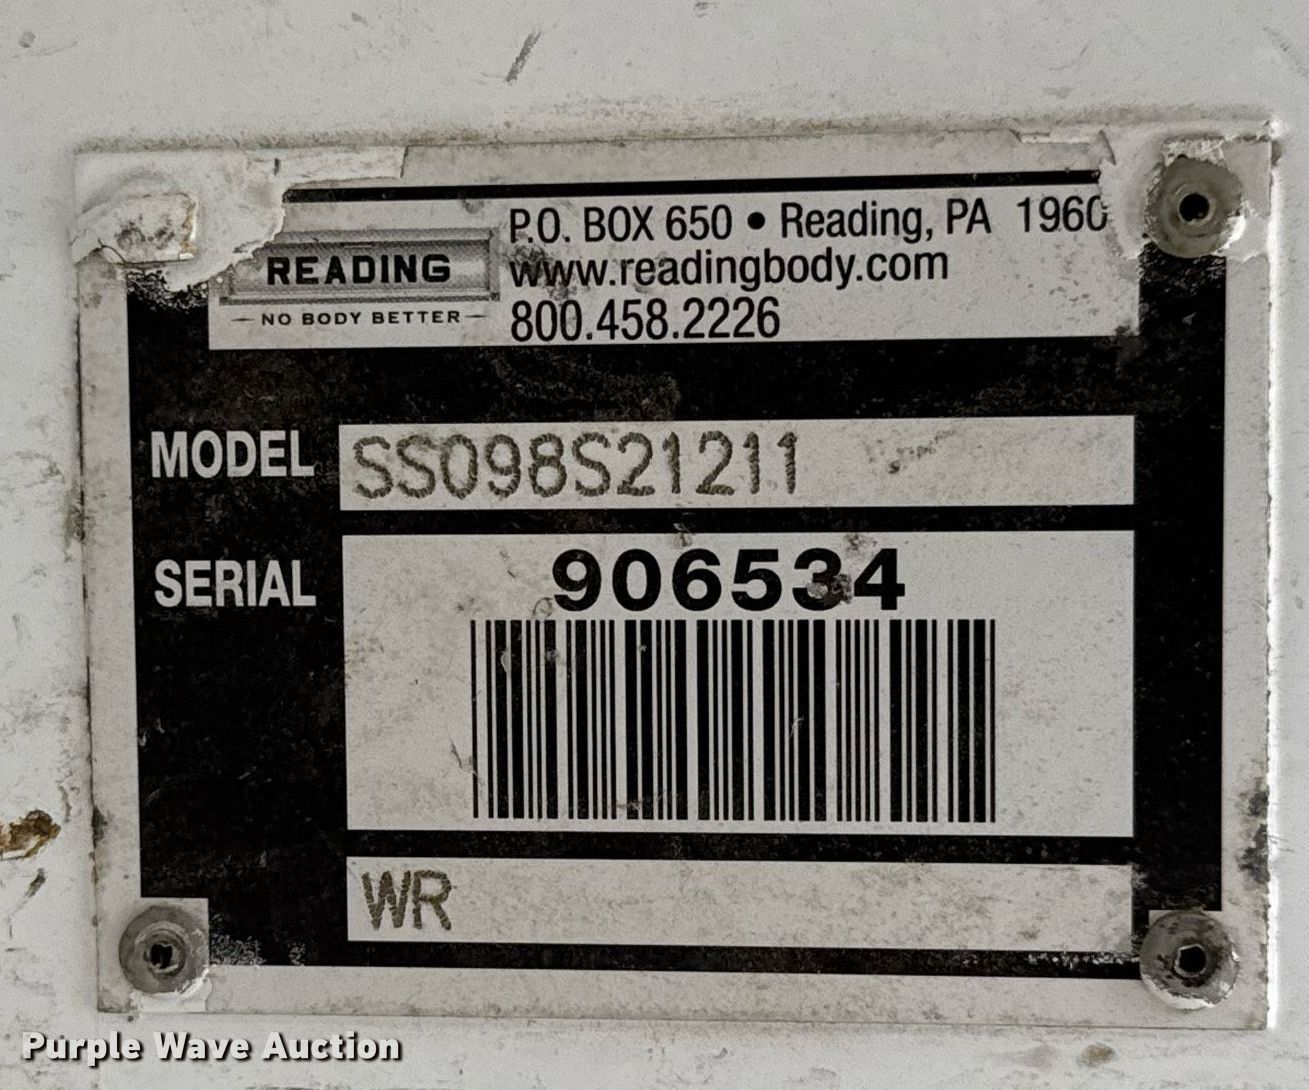 P.O. BOX 650 • Reading, PA 1960
READING
www.readingbody.com
— NO BODY BETTER —
800.458.2226
MODEL SS098S21211
SERIAL 906534
WR
Purple Wave Auction